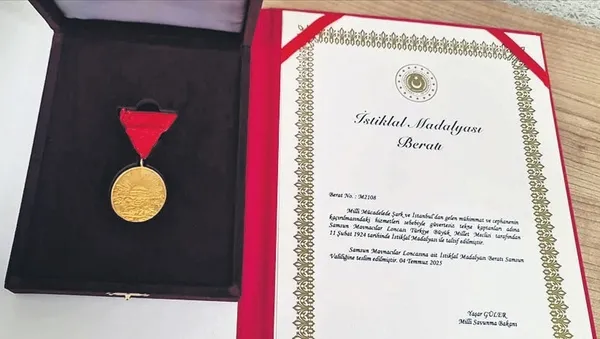 İstiklal Madalyası
Beratı
Berat No. : M2108
Milli Mücadelede Şark ve İstanbul'dan gelen mühimmat ve cephanenin
kaçırılmasındaki hizmetleri sebebiyle güvertesiz tekne kaptanları adına
Samsun Mavnacılar Loncası Türkiye Büyük Millet Meclisi tarafından
11 Şubat 1924 tarihinde İstiklal Madalyası ile taltif edilmiştir.
Samsun Mavnacılar Loncasına ait İstiklal Madalyası Beratı Samsun
Valiliğine teslim edilmiştir. 04 Temmuz 2025
Yaşar GÜLER
Milli Savunma Bakanı